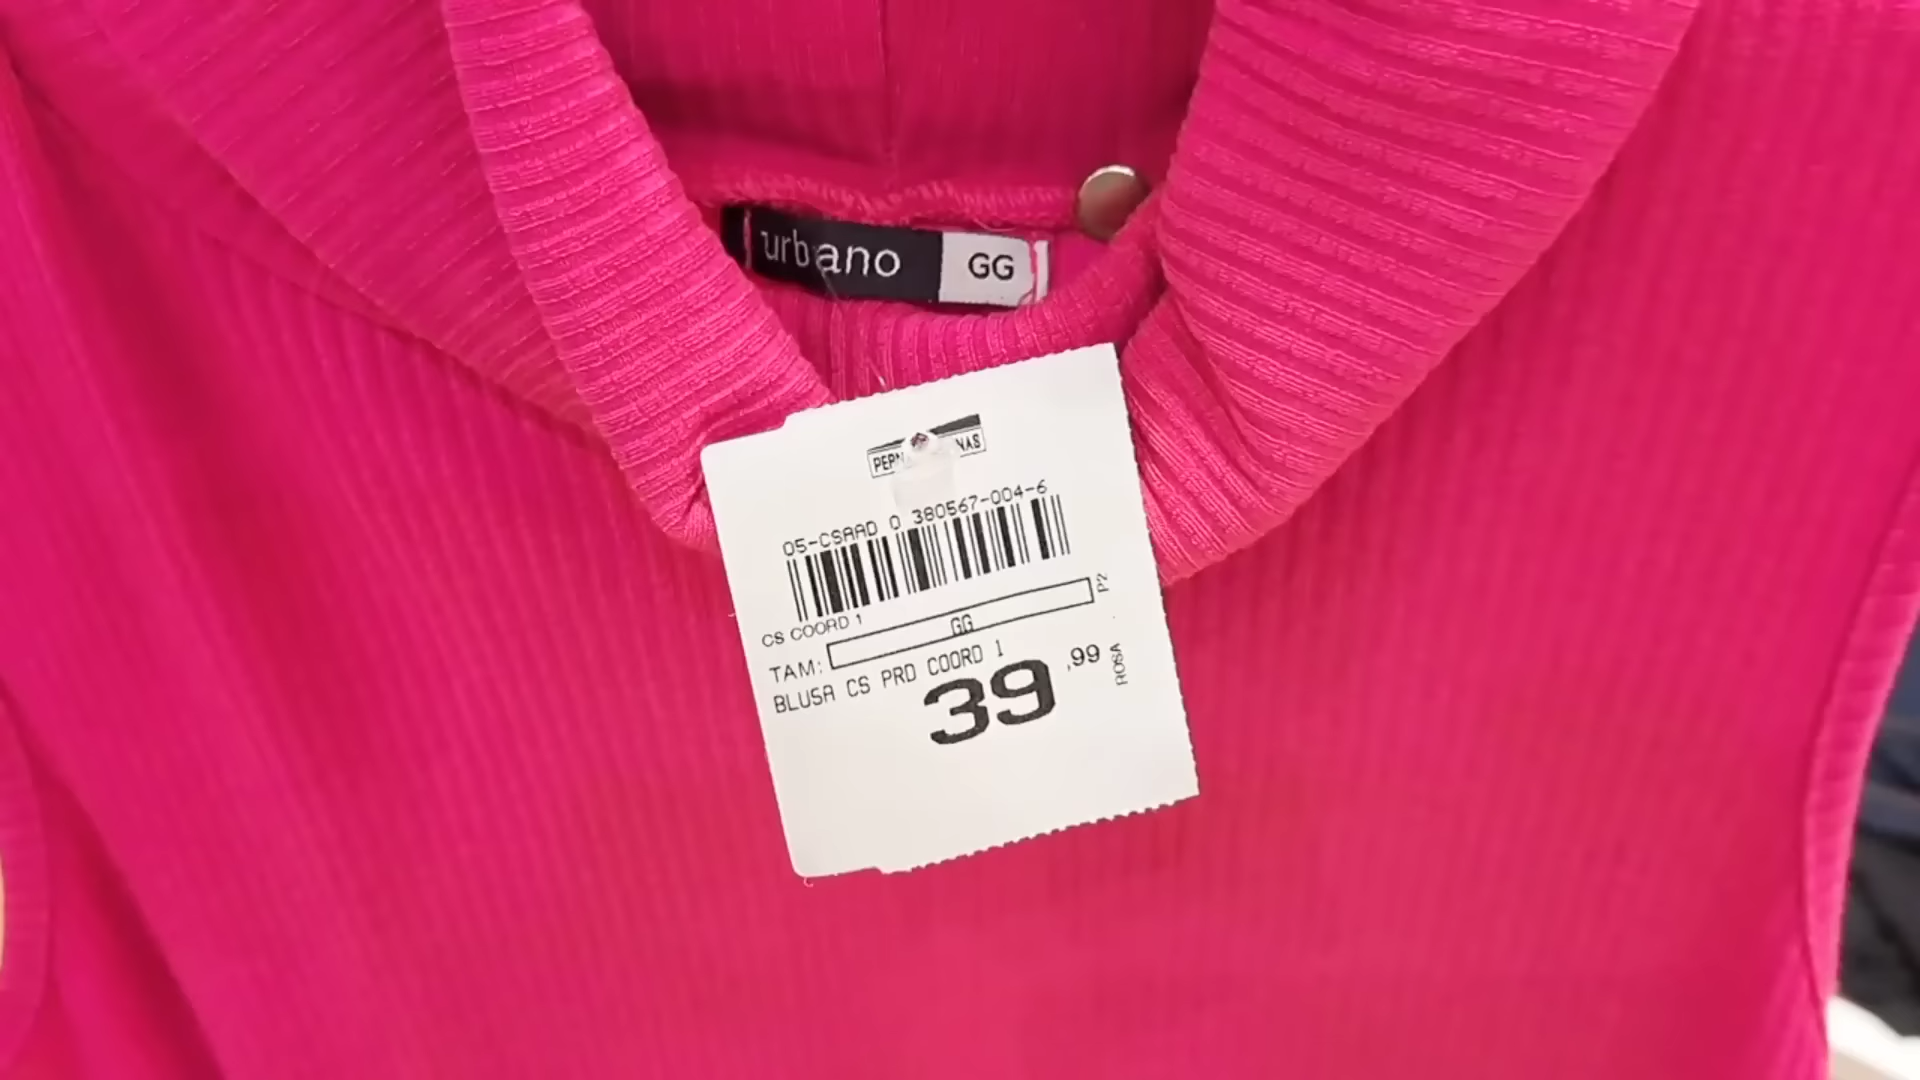 urbano GG
05-CSAAD 0 380567-004-6
CS COORD 1
P2
TAM: GG
BLUSA CS PRD COORD 1
39,99
ROSA